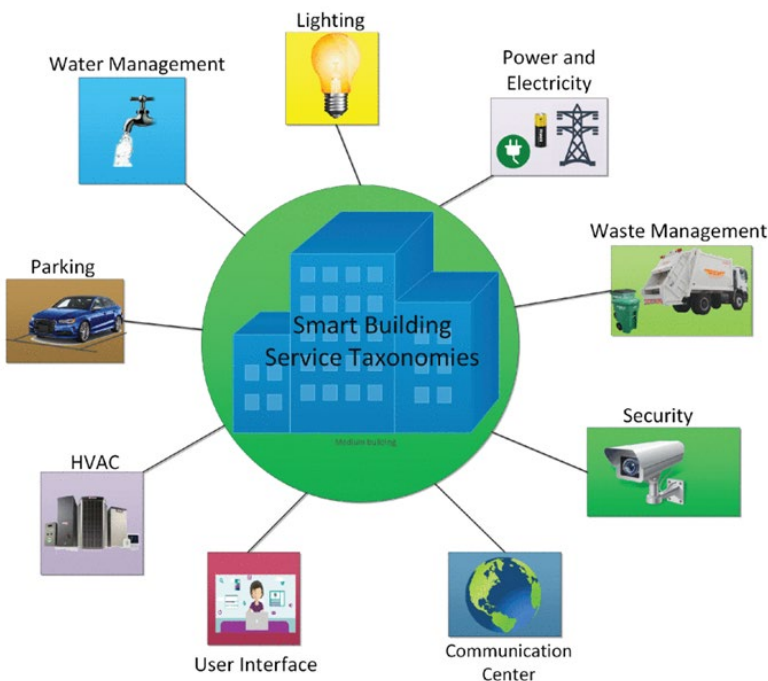 Lighting
Water Management
Power and
Electricity
Waste Management
Parking
Smart Building
Service Taxonomies
Medium building
Security
HVAC
User Interface
Communication
Center